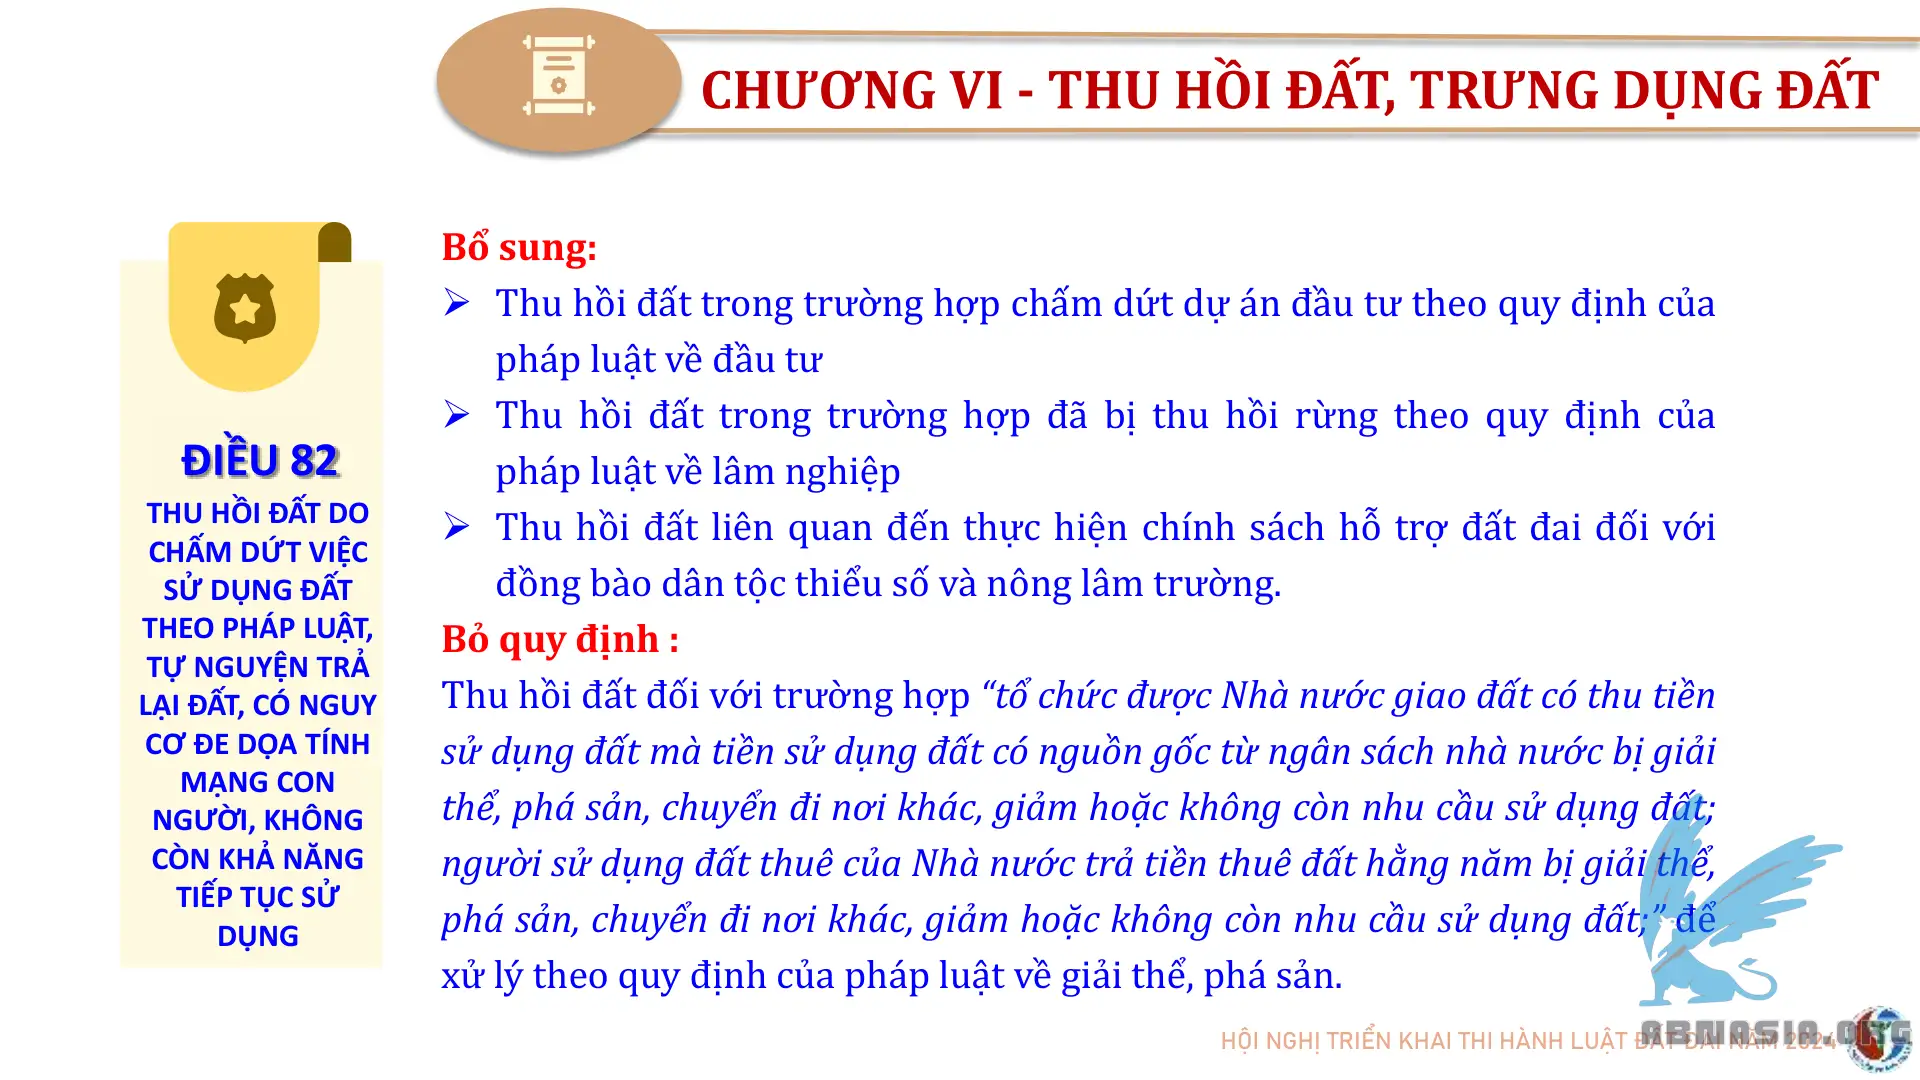 CHƯƠNG VI - THU HỒI ĐẤT, TRƯNG DỤNG ĐẤT
ĐIỀU 82
THU HỒI ĐẤT DO
CHẤM DỨT VIỆC
SỬ DỤNG ĐẤT
THEO PHÁP LUẬT,
TỰ NGUYỆN TRẢ
LẠI ĐẤT, CÓ NGUY
CƠ ĐE DỌA TÍNH
MẠNG CON
NGƯỜI, KHÔNG
CÒN KHẢ NĂNG
TIẾP TỤC SỬ
DỤNG
Bổ sung:
➢ Thu hồi đất trong trường hợp chấm dứt dự án đầu tư theo quy định của
pháp luật về đầu tư
➢ Thu hồi đất trong trường hợp đã bị thu hồi rừng theo quy định của
pháp luật về lâm nghiệp
➢ Thu hồi đất liên quan đến thực hiện chính sách hỗ trợ đất đai đối với
đồng bào dân tộc thiểu số và nông lâm trường.
Bỏ quy định :
Thu hồi đất đối với trường hợp “tổ chức được Nhà nước giao đất có thu tiền
sử dụng đất mà tiền sử dụng đất có nguồn gốc từ ngân sách nhà nước bị giải
thể, phá sản, chuyển đi nơi khác, giảm hoặc không còn nhu cầu sử dụng đất;
người sử dụng đất thuê của Nhà nước trả tiền thuê đất hằng năm bị giải thể,
phá sản, chuyển đi nơi khác, giảm hoặc không còn nhu cầu sử dụng đất;” để
xử lý theo quy định của pháp luật về giải thể, phá sản.
HỘI NGHỊ TRIỂN KHAI THI HÀNH LUẬT ĐẤT ĐAI NĂM 2024
ABMASIA.ORG